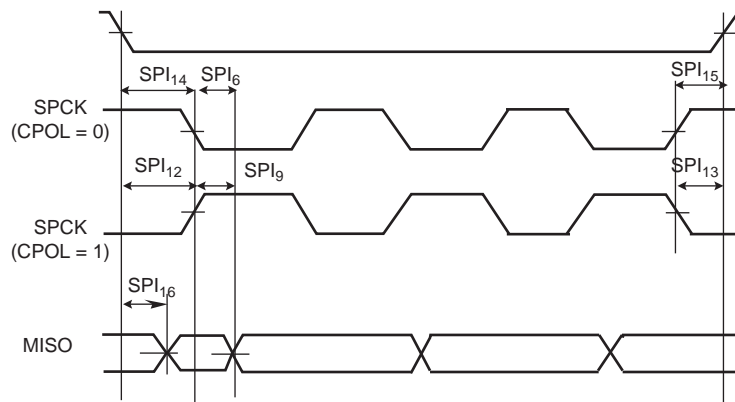 SPI14 SPI6 SPI15
SPCK
(CPOL = 0)
SPI12 SPI9 SPI13
SPCK
(CPOL = 1)
SPI16
MISO